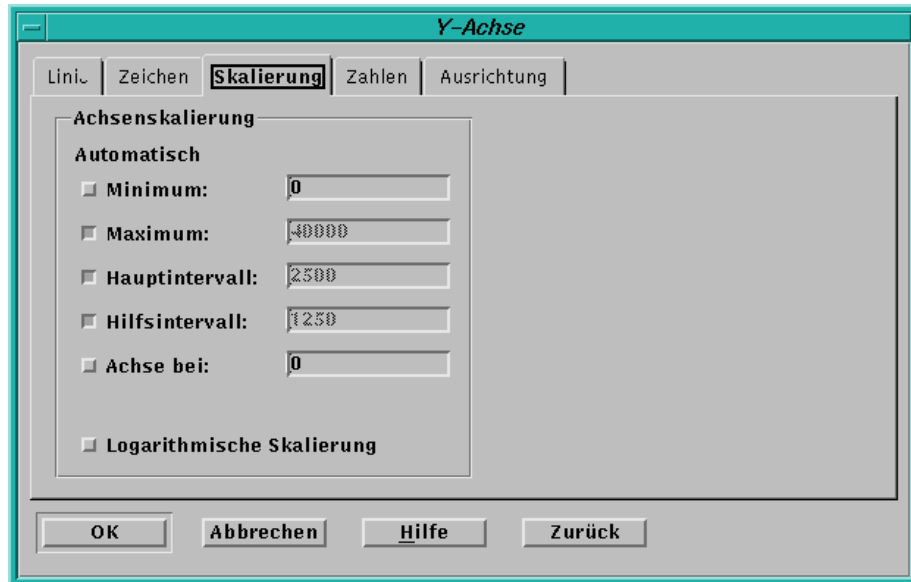 Y-Achse
Zeichen Skalierung Zahlen Ausrichtung
Achsenskalierung
Automatisch
Minimum: 0
Maximum: 40000
Hauptintervall: 2500
Hilfsintervall: 1250
Achse bei: 0
Logarithmische Skalierung
OK Abbrechen Hilfe Zurück